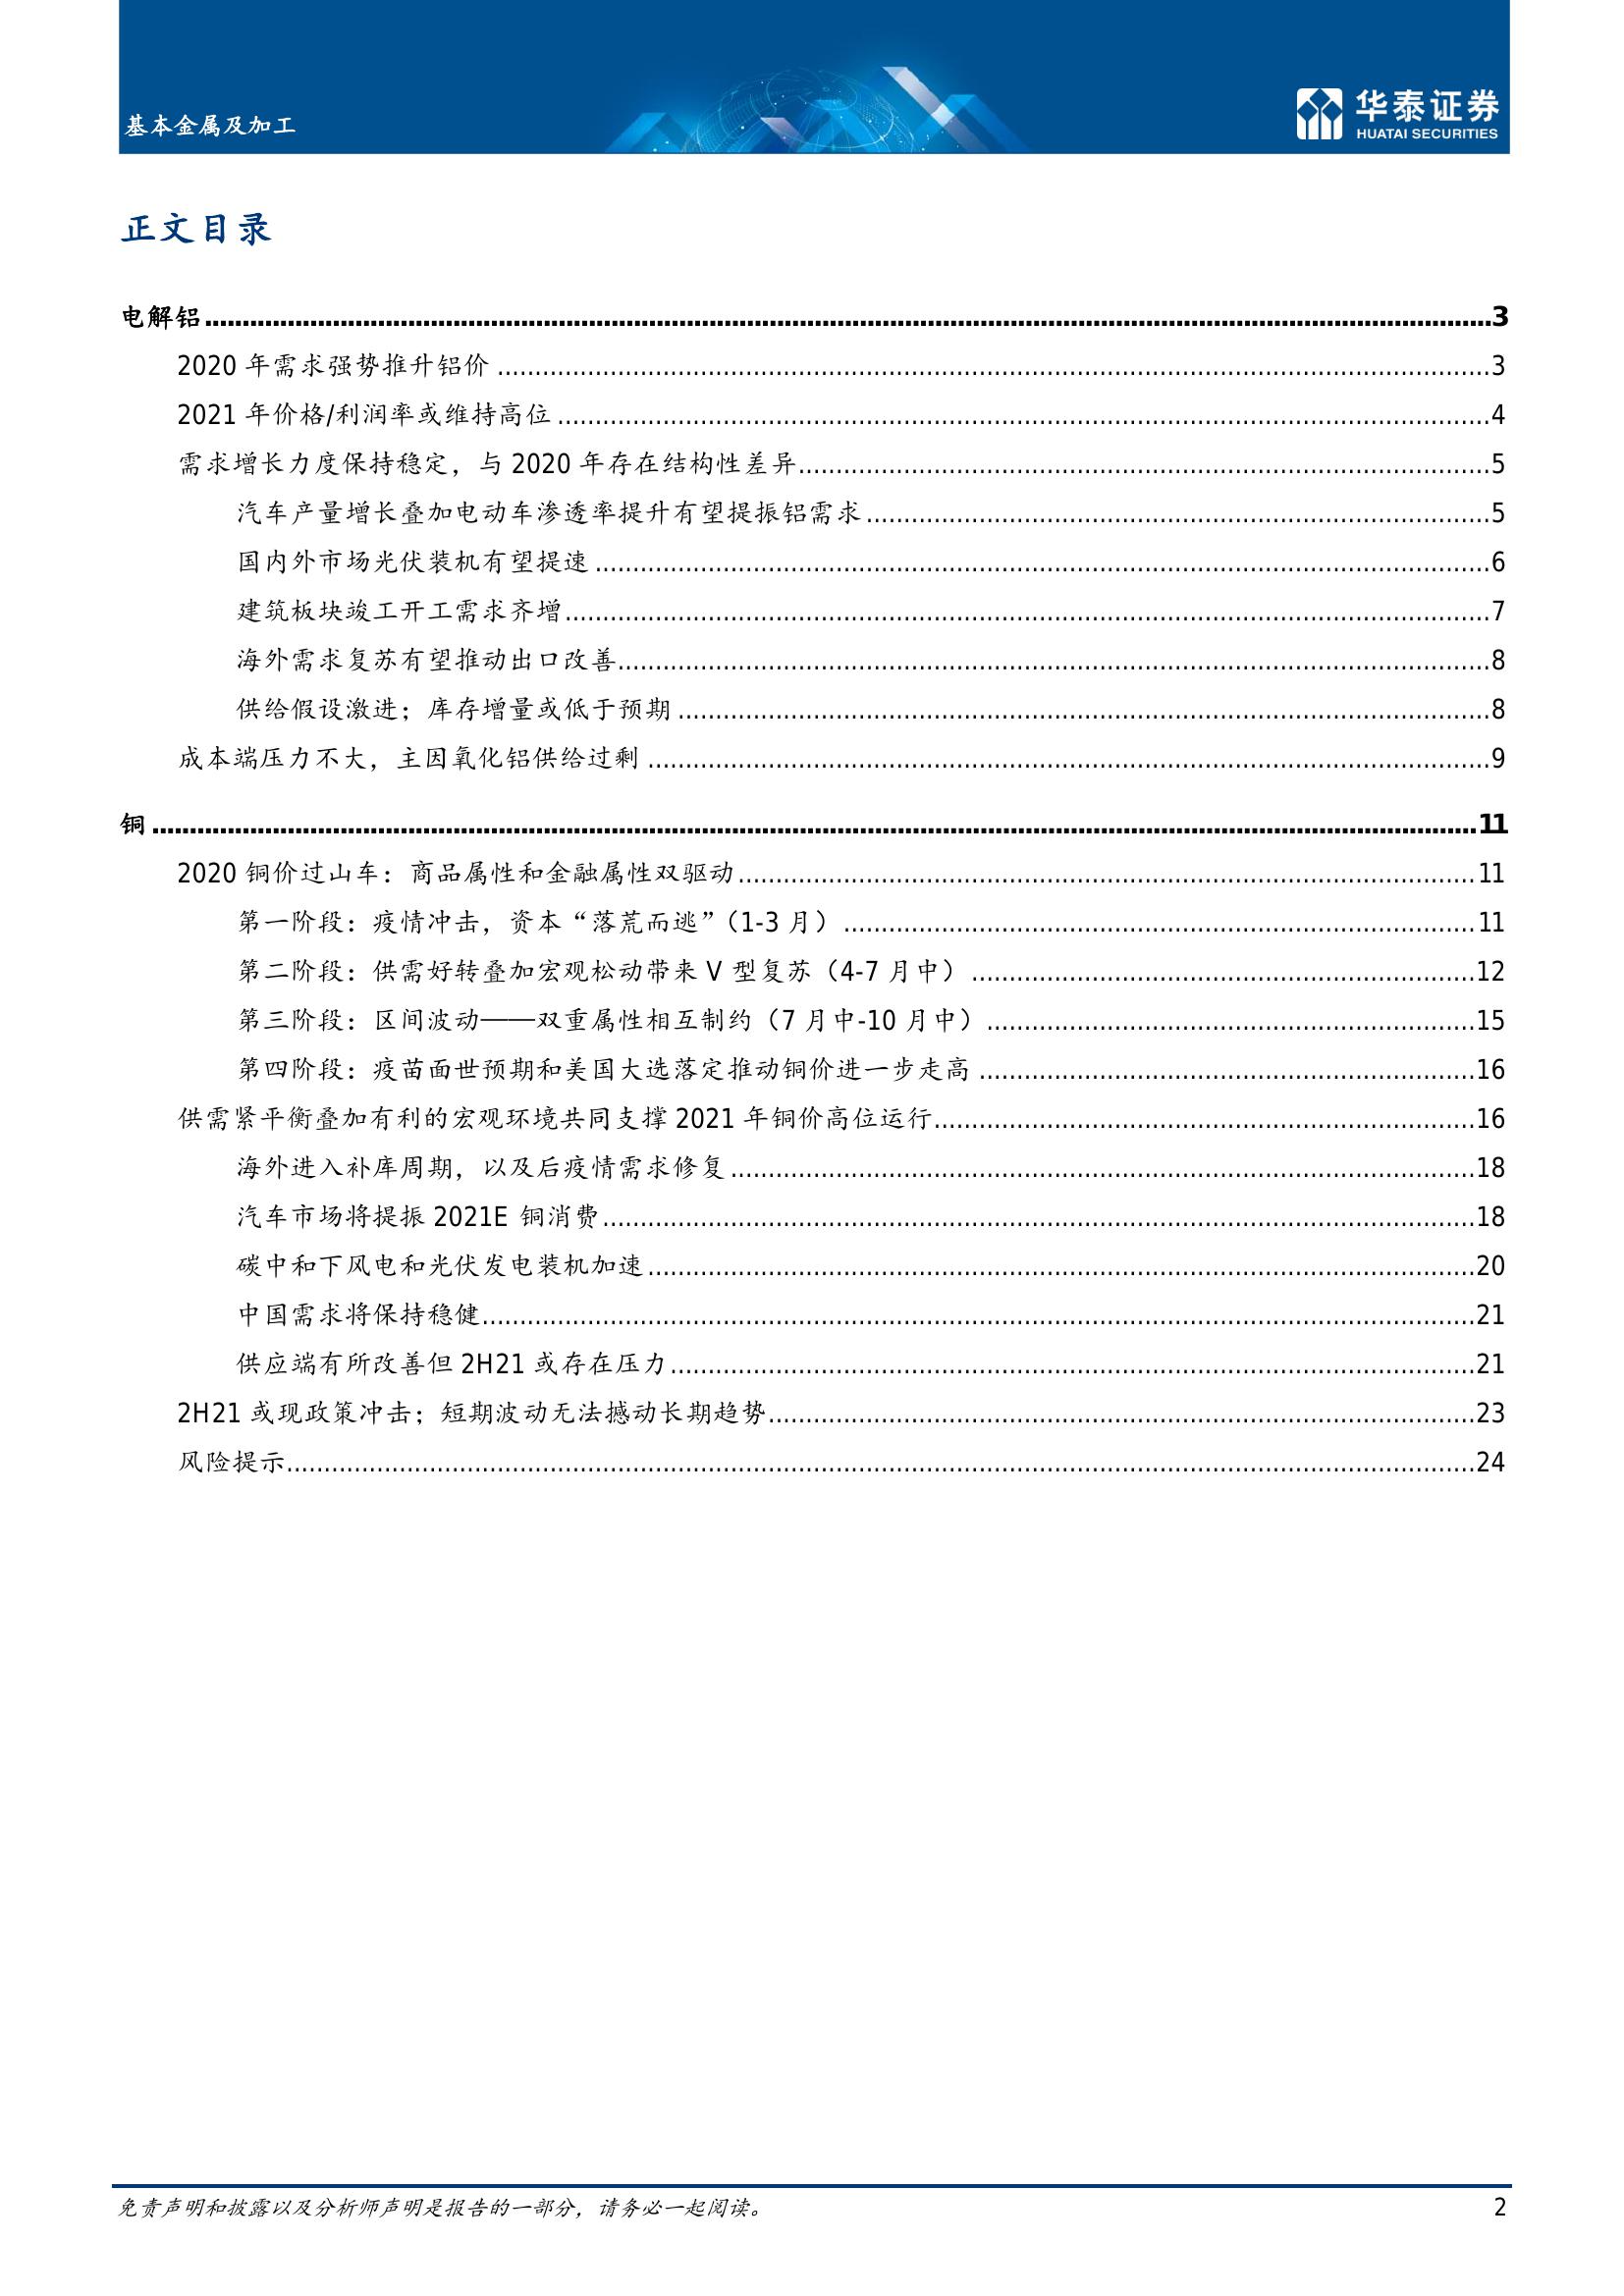 基本金属及加工
华泰证券
HUATAI SECURITIES
正文目录
电解铝 3
2020 年需求强势推升铝价 3
2021 年价格/利润率或维持高位 4
需求增长力度保持稳定，与 2020 年存在结构性差异 5
汽车产量增长叠加电动车渗透率提升有望提振铝需求 5
国内外市场光伏装机有望提速 6
建筑板块竣工开工需求齐增 7
海外需求复苏有望推动出口改善 8
供给假设激进；库存增量或低于预期 8
成本端压力不大，主因氧化铝供给过剩 9
铜 11
2020 铜价过山车：商品属性和金融属性双驱动 11
第一阶段：疫情冲击，资本“落荒而逃”（1-3 月） 11
第二阶段：供需好转叠加宏观松动带来 V 型复苏（4-7 月中） 12
第三阶段：区间波动——双重属性相互制约（7 月中-10 月中） 15
第四阶段：疫苗面世预期和美国大选落定推动铜价进一步走高 16
供需紧平衡叠加有利的宏观环境共同支撑 2021 年铜价高位运行 16
海外进入补库周期，以及后疫情需求修复 18
汽车市场将提振 2021E 铜消费 18
碳中和下风电和光伏发电装机加速 20
中国需求将保持稳健 21
供应端有所改善但 2H21 或存在压力 21
2H21 或现政策冲击；短期波动无法撼动长期趋势 23
风险提示 24
免责声明和披露以及分析师声明是报告的一部分，请务必一起阅读。 2